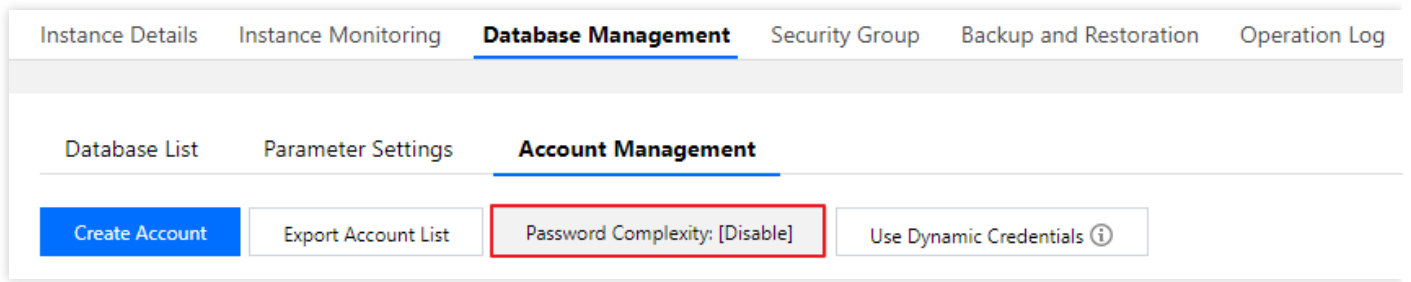 Instance Details Instance Monitoring Database Management Security Group Backup and Restoration Operation Log
Database List Parameter Settings Account Management
Create Account Export Account List Password Complexity: [Disable] Use Dynamic Credentials